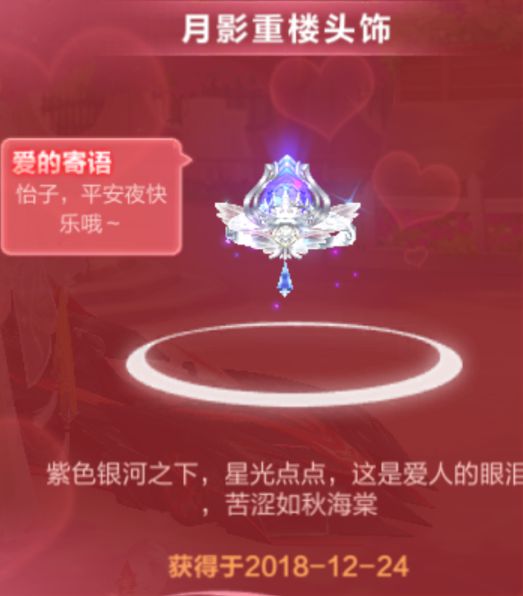 月影重楼头饰
爱的寄语
怡子，平安夜快
乐哦~
紫色银河之下，星光点点，这是爱人的眼泪
，苦涩如秋海棠
获得于2018-12-24